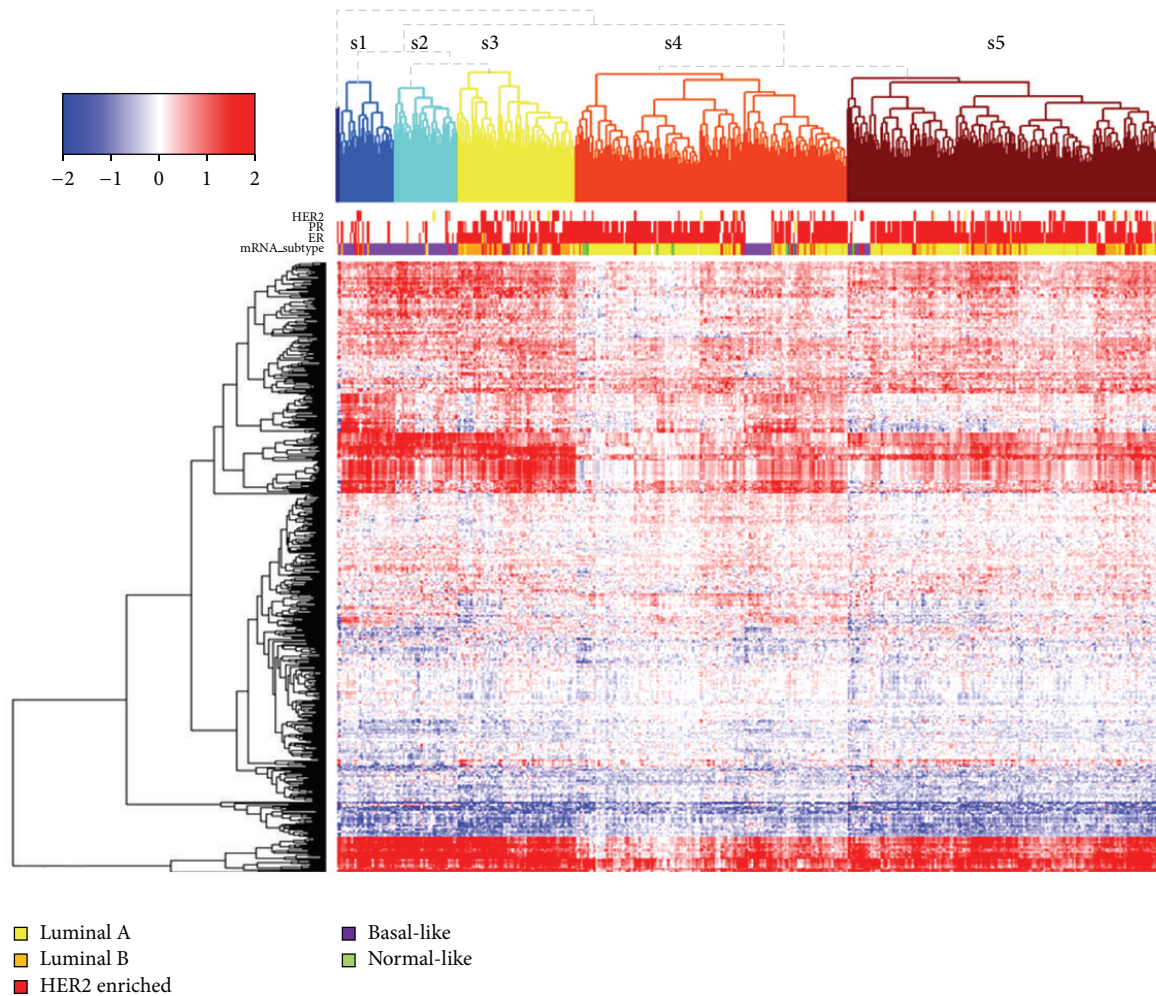 s1 s2 s3 s4 s5
−2 −1 0 1 2
HER2
PR
ER
mRNA_subtype
Luminal A
Luminal B
HER2 enriched
Basal-like
Normal-like